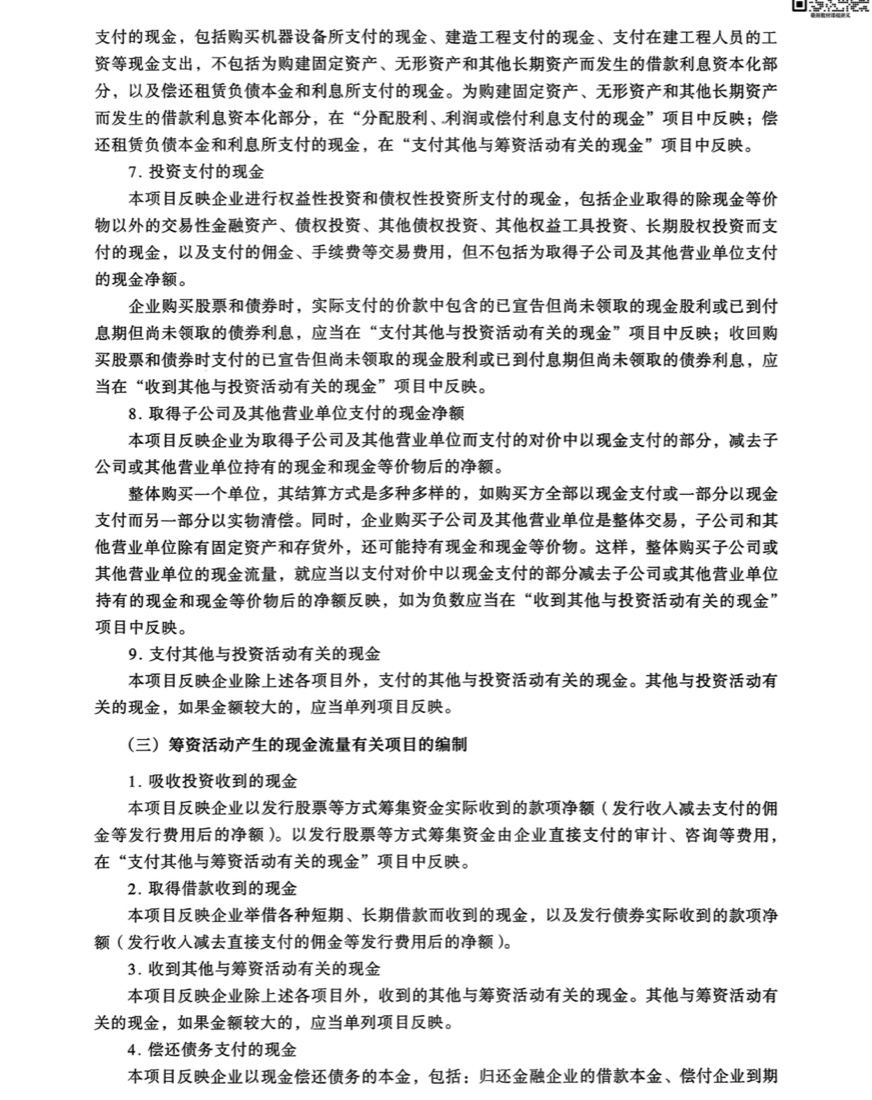 支付的现金，包括购买机器设备所支付的现金、建造工程支付的现金、支付在建工程人员的工
资等现金支出，不包括为购建固定资产、无形资产和其他长期资产而发生的借款利息资本化部
分，以及偿还租赁负债本金和利息所支付的现金。为购建固定资产、无形资产和其他长期资产
而发生的借款利息资本化部分，在“分配股利、利润或偿付利息支付的现金”项目中反映；偿
还租赁负债本金和利息所支付的现金，在“支付其他与筹资活动有关的现金”项目中反映。
7. 投资支付的现金
本项目反映企业进行权益性投资和债权性投资所支付的现金，包括企业取得的除现金等价
物以外的交易性金融资产、债权投资、其他债权投资、其他权益工具投资、长期股权投资而支
付的现金，以及支付的佣金、手续费等交易费用，但不包括为取得子公司及其他营业单位支付
的现金净额。
企业购买股票和债券时，实际支付的价款中包含的已宣告但尚未领取的现金股利或已到付
息期但尚未领取的债券利息，应当在“支付其他与投资活动有关的现金”项目中反映；收回购
买股票和债券时支付的已宣告但尚未领取的现金股利或已到付息期但尚未领取的债券利息，应
当在“收到其他与投资活动有关的现金”项目中反映。
8. 取得子公司及其他营业单位支付的现金净额
本项目反映企业为取得子公司及其他营业单位而支付的对价中以现金支付的部分，减去子
公司或其他营业单位持有的现金和现金等价物后的净额。
整体购买一个单位，其结算方式是多种多样的，如购买方全部以现金支付或一部分以现金
支付而另一部分以实物清偿。同时，企业购买子公司及其他营业单位是整体交易，子公司和其
他营业单位除有固定资产和存货外，还可能持有现金和现金等价物。这样，整体购买子公司或
其他营业单位的现金流量，就应当以支付对价中以现金支付的部分减去子公司或其他营业单位
持有的现金和现金等价物后的净额反映，如为负数应当在“收到其他与投资活动有关的现金”
项目中反映。
9. 支付其他与投资活动有关的现金
本项目反映企业除上述各项目外，支付的其他与投资活动有关的现金。其他与投资活动有
关的现金，如果金额较大的，应当单列项目反映。
（三）筹资活动产生的现金流量有关项目的编制
1. 吸收投资收到的现金
本项目反映企业以发行股票等方式筹集资金实际收到的款项净额（发行收入减去支付的佣
金等发行费用后的净额）。以发行股票等方式筹集资金由企业直接支付的审计、咨询等费用，
在“支付其他与筹资活动有关的现金”项目中反映。
2. 取得借款收到的现金
本项目反映企业举借各种短期、长期借款而收到的现金，以及发行债券实际收到的款项净
额（发行收入减去直接支付的佣金等发行费用后的净额）。
3. 收到其他与筹资活动有关的现金
本项目反映企业除上述各项目外，收到的其他与筹资活动有关的现金。其他与筹资活动有
关的现金，如果金额较大的，应当单列项目反映。
4. 偿还债务支付的现金
本项目反映企业以现金偿还债务的本金，包括：归还金融企业的借款本金、偿付企业到期